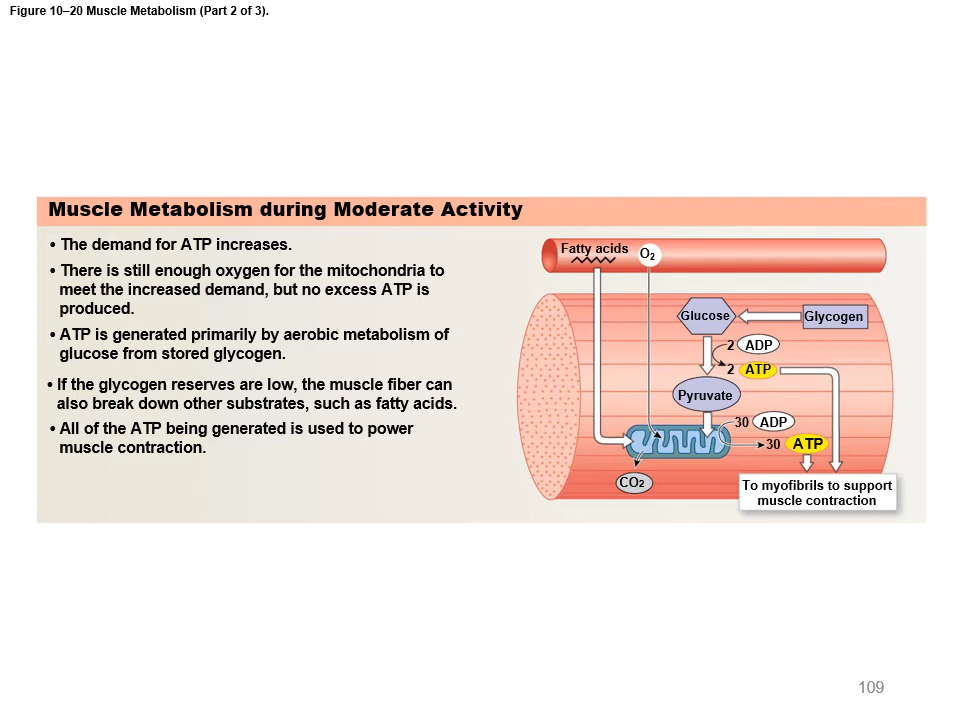 Figure 10–20 Muscle Metabolism (Part 2 of 3).
Muscle Metabolism during Moderate Activity
• The demand for ATP increases.
• There is still enough oxygen for the mitochondria to
meet the increased demand, but no excess ATP is
produced.
• ATP is generated primarily by aerobic metabolism of
glucose from stored glycogen.
• If the glycogen reserves are low, the muscle fiber can
also break down other substrates, such as fatty acids.
• All of the ATP being generated is used to power
muscle contraction.
Fatty acids
O2
Glucose
Glycogen
2 ADP
2 ATP
Pyruvate
30 ADP
30 ATP
CO2
To myofibrils to support
muscle contraction
109